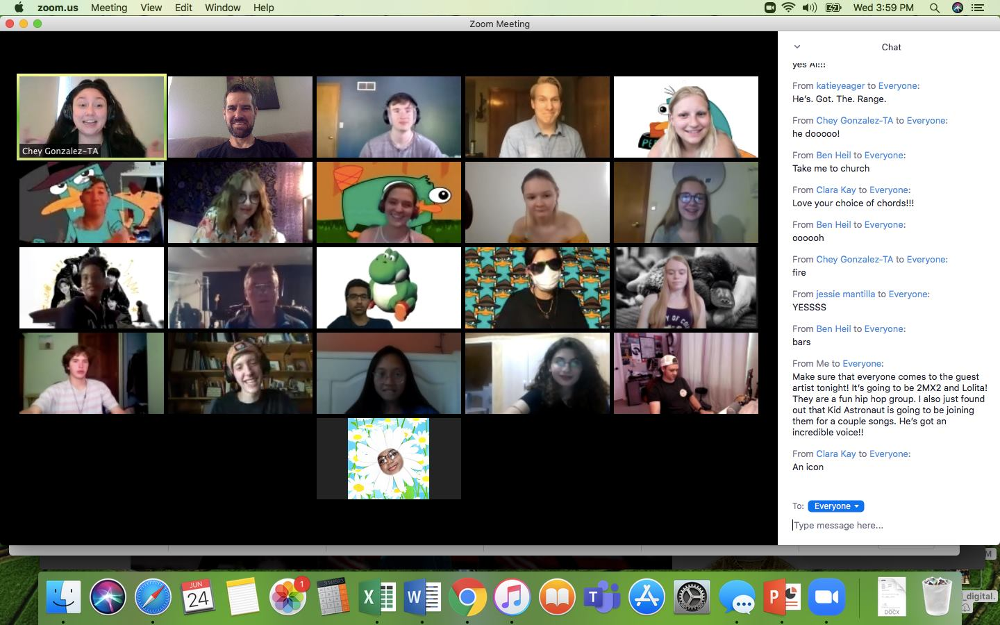 zoom.us Meeting View Edit Window Help Wed 3:59 PM
Zoom Meeting
Chey Gonzalez-TA
Chat
yes Al!!!
From katieyeager to Everyone:
He's. Got. The. Range.
From Chey Gonzalez-TA to Everyone:
he dooooo!
From Ben Heil to Everyone:
Take me to church
From Clara Kay to Everyone:
Love your choice of chords!!!
From Ben Heil to Everyone:
oooooh
From Chey Gonzalez-TA to Everyone:
fire
From jessie mantilla to Everyone:
YESSSS
From Ben Heil to Everyone:
bars
From Me to Everyone:
Make sure that everyone comes to the guest
artist tonight! It's going to be 2MX2 and Lolita!
They are a fun hip hop group. I also just found
out that Kid Astronaut is going to be joining
them for a couple songs. He's got an
incredible voice!!
From Clara Kay to Everyone:
An icon
To: Everyone
Type message here...
M
_digital.
JUN
24
1
3.141593
X
W
T
P
DOCX